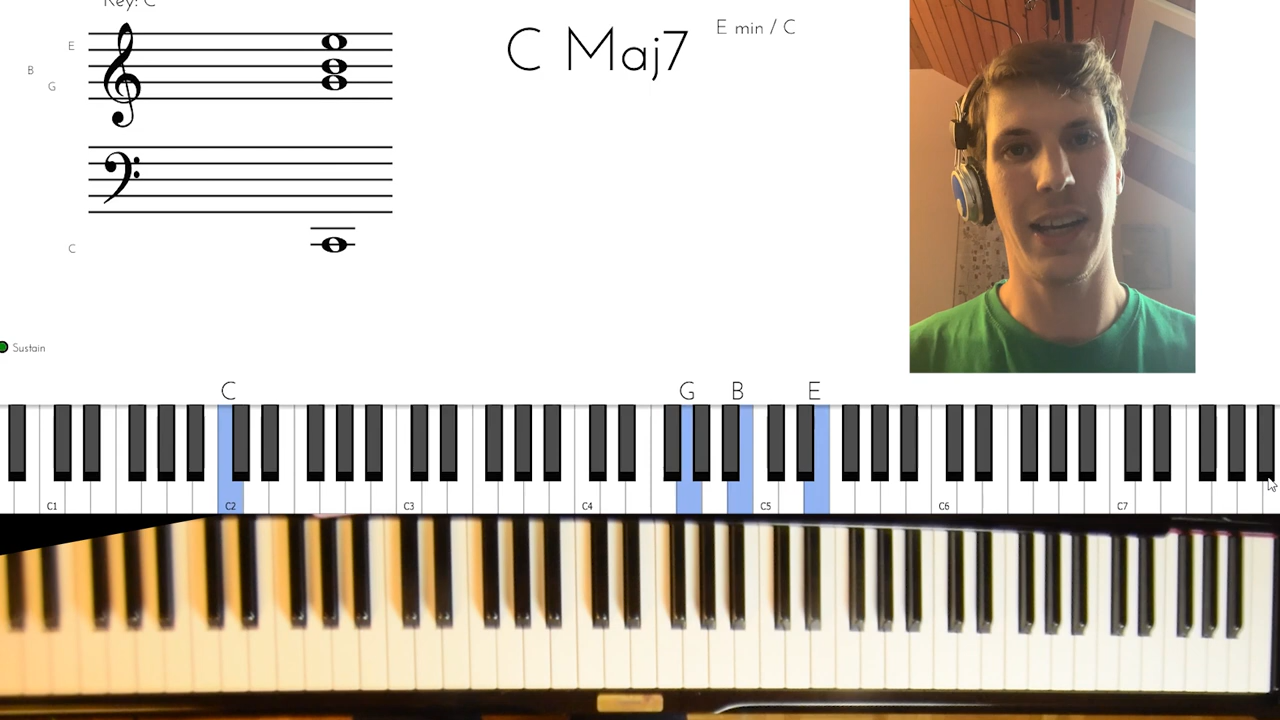 Key: C
C Maj7
E min / C
E
B
G
C
Sustain
C G B E
C1 C2 C3 C4 C5 C6 C7